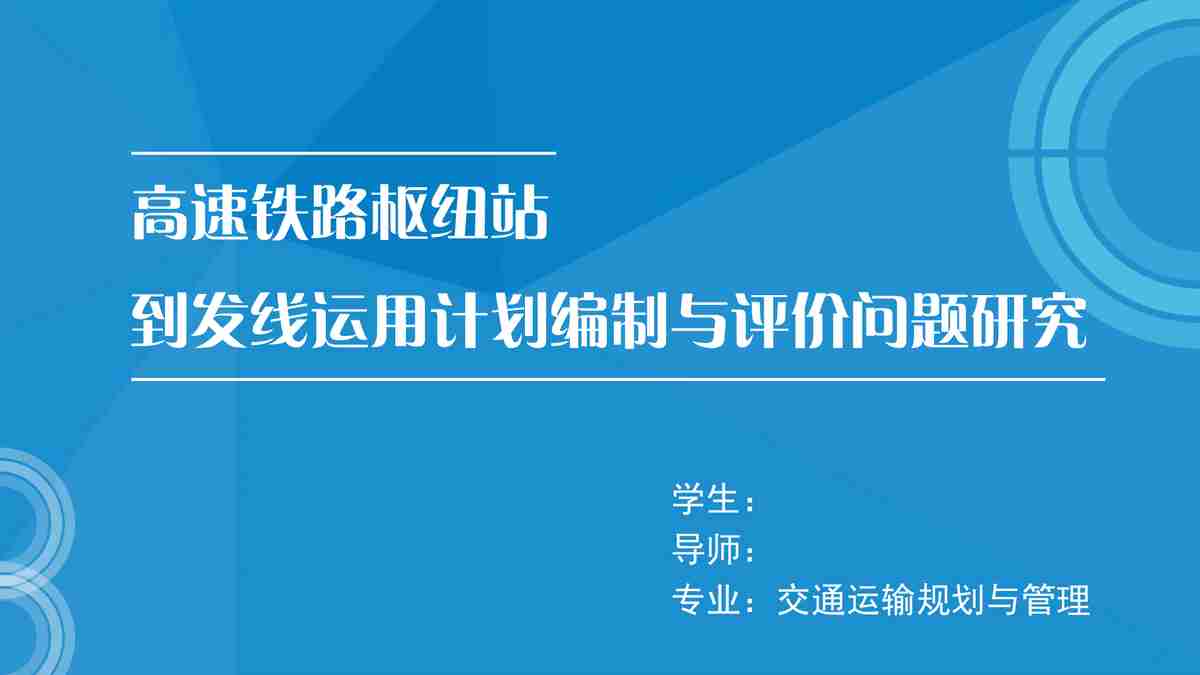 高速铁路枢纽站
到发线运用计划编制与评价问题研究
学生：
导师：
专业：交通运输规划与管理